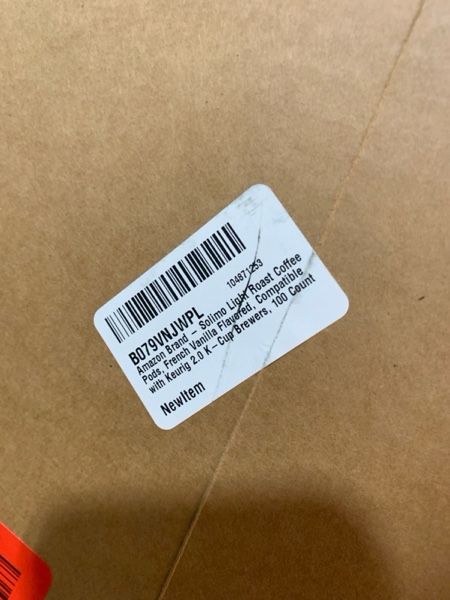 104671253
B079VNJWPL
Amazon Brand - Solimo Light Roast Coffee
Pods, French Vanilla Flavored, Compatible
with Keurig 2.0 K-Cup Brewers, 100 Count
NewItem